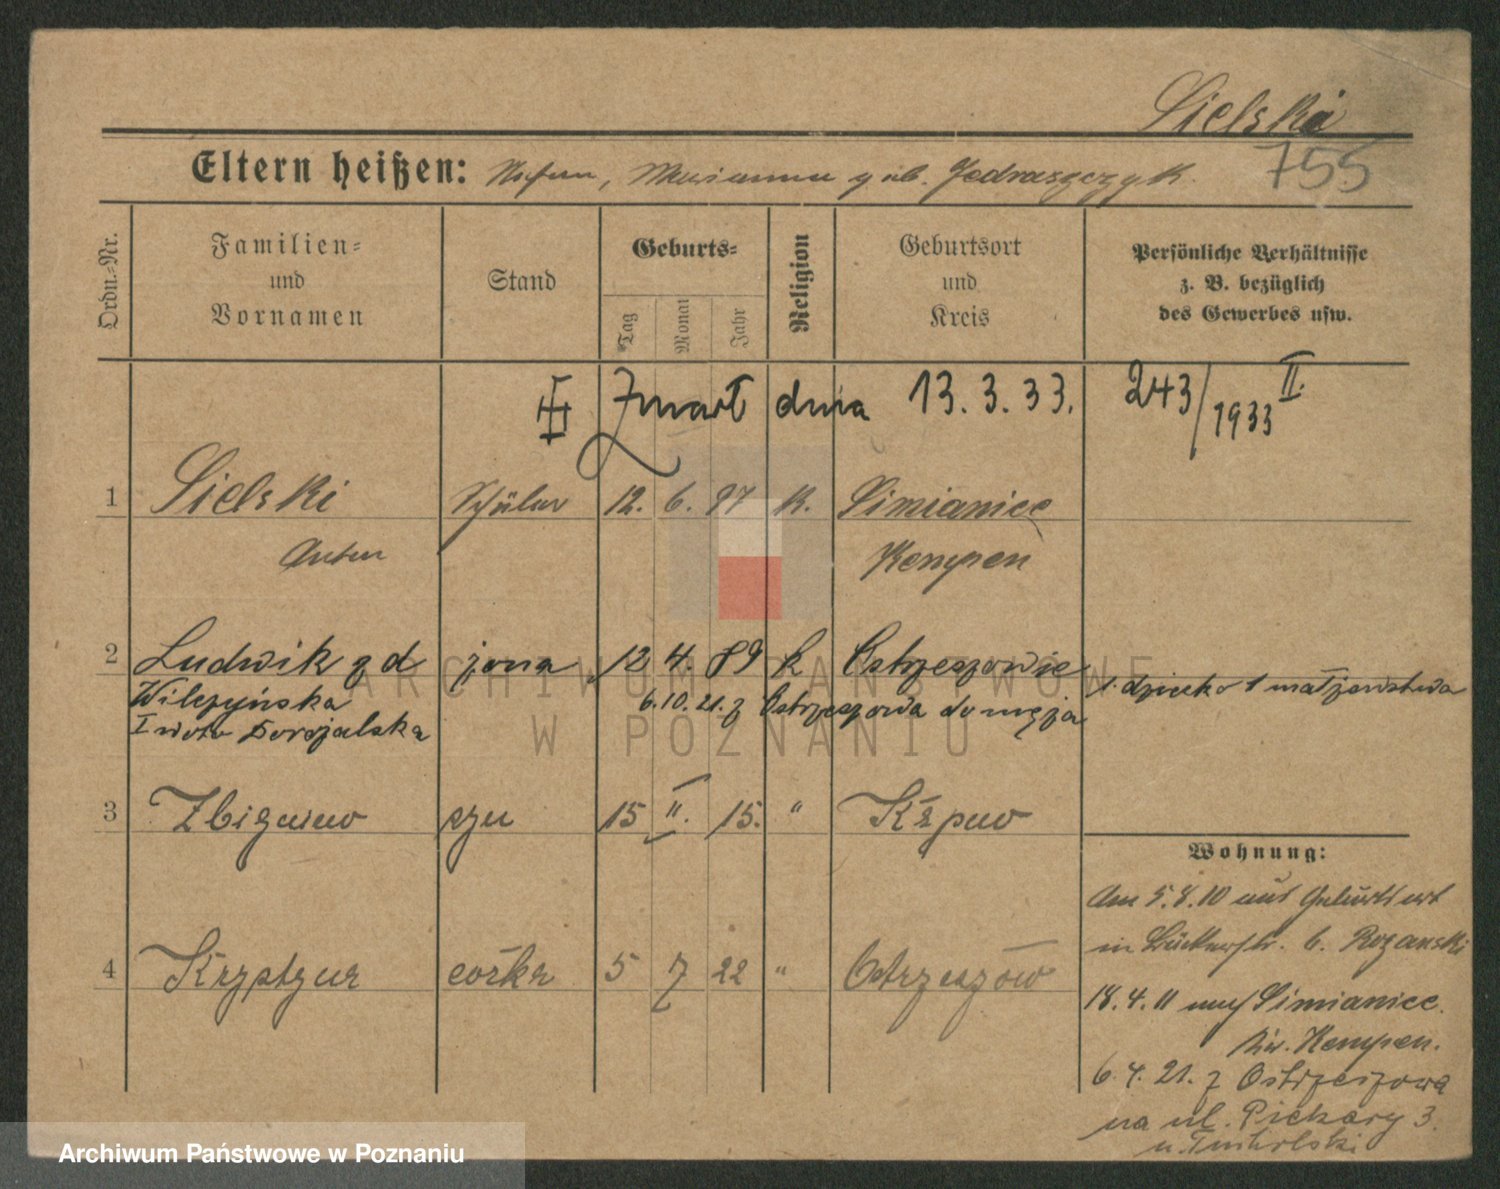 Sielski
755
Eltern heißen: Anton, Marianna geb. Jedraszczyk.
Ordn.-Nr.
Familien-
und
Vornamen
Stand
Geburts-
Tag
Monat
Jahr
Religion
Geburtsort
und
Kreis
Persönliche Verhältnisse
z. B. bezüglich
des Gewerbes usw.
Zmarł dnia 13. 3. 33. 243/1933 II.
1 Sielski Schüler 12. 6. 87 K. Simianice
Anton Kempen
2 Ludwika żona 12 4. 89 k Ostrzeszowie
Wilczyńska 6.10.21. z Ostrzeszowa do męża 1. dziecko 1 małżeństwa
I voto
3 Zbigniew syn 15 II. 15. " Kępno
4 Krystyna córka 5 7 22 " Ostrzeszów
Wohnung:
Am 5.8.10 aus Geburtsort
in b. Rozanski
18.4.11 nach Simianice.
Kr. Kempen.
6.4.21. z Ostrzeszowa
na ul. Piekary 3.
ARCHIWUM PAŃSTWOWE
W POZNANIU
Archiwum Państwowe w Poznaniu